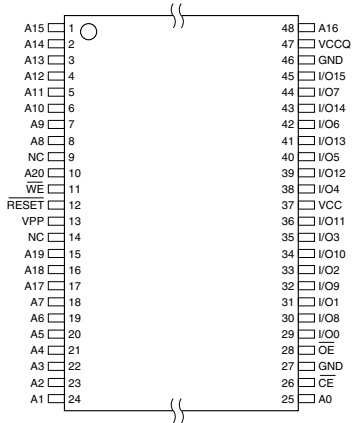 A15 1 48 A16
A14 2 47 VCCQ
A13 3 46 GND
A12 4 45 I/O15
A11 5 44 I/O7
A10 6 43 I/O14
A9 7 42 I/O6
A8 8 41 I/O13
NC 9 40 I/O5
A20 10 39 I/O12
W̅E̅ 11 38 I/O4
R̅E̅S̅E̅T̅ 12 37 VCC
VPP 13 36 I/O11
NC 14 35 I/O3
A19 15 34 I/O10
A18 16 33 I/O2
A17 17 32 I/O9
A7 18 31 I/O1
A6 19 30 I/O8
A5 20 29 I/O0
A4 21 28 O̅E̅
A3 22 27 GND
A2 23 26 C̅E̅
A1 24 25 A0